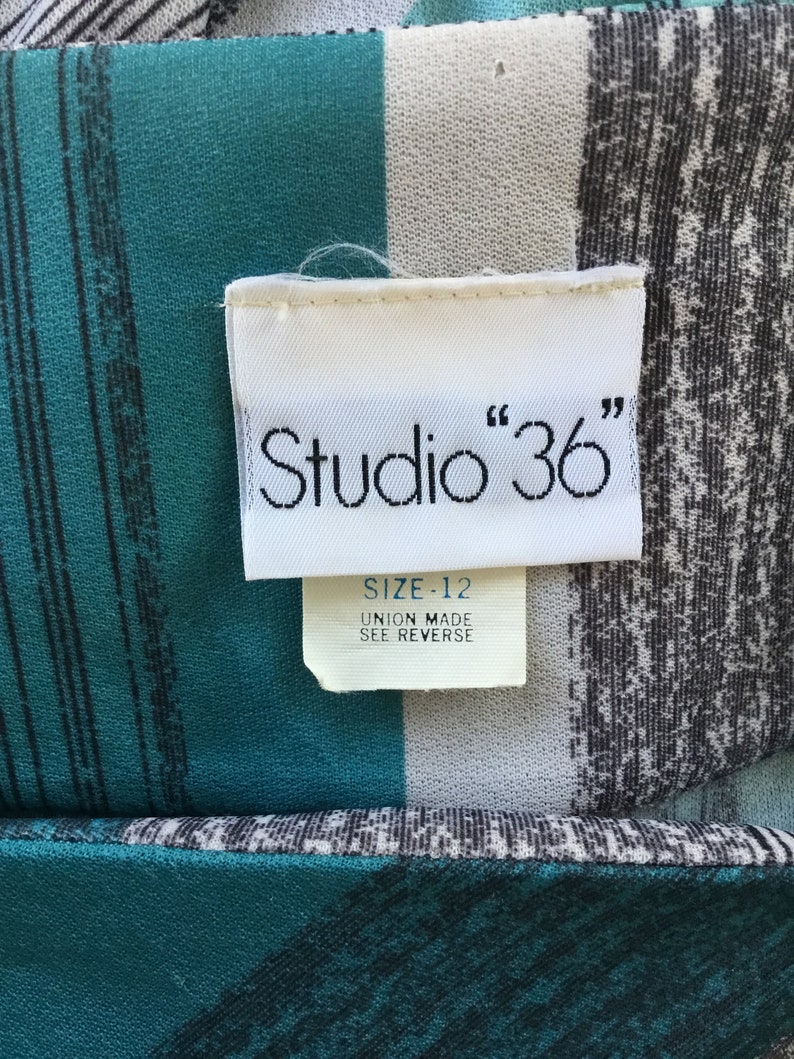 Studio “36”
SIZE-12
UNION MADE
SEE REVERSE